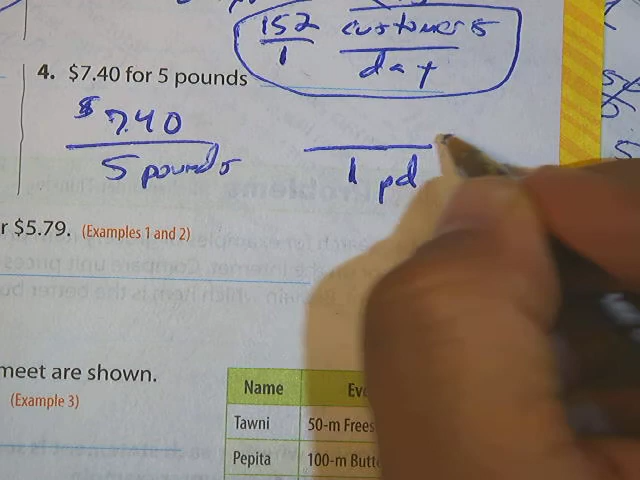 152 customers
1 day
4. $7.40 for 5 pounds
$7.40
5 pounds
1 pd
r $5.79. (Examples 1 and 2)
meet are shown.
(Example 3)
Name
Tawni 50-m Frees
Pepita 100-m Butt